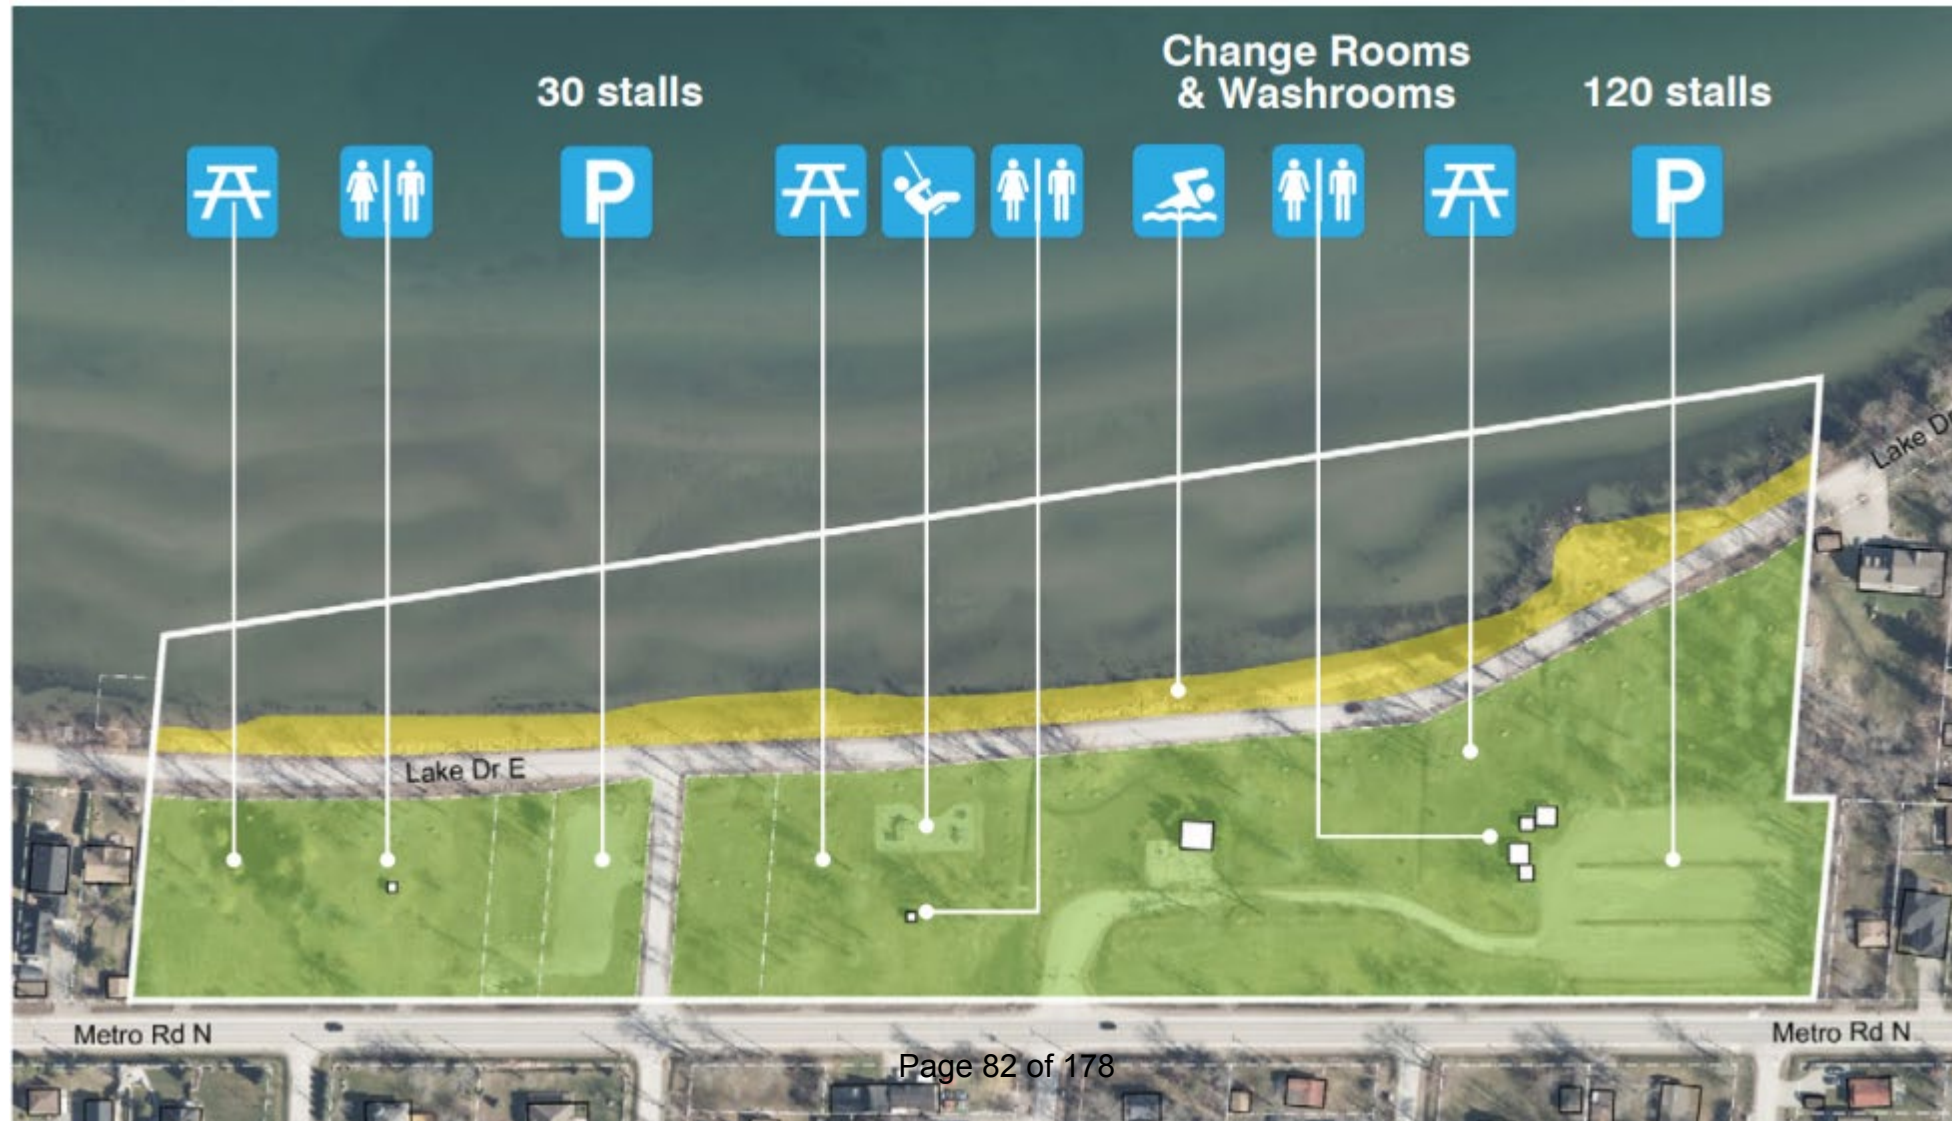 Change Rooms
& Washrooms
30 stalls
120 stalls
P
P
Lake Dr
Lake Dr E
Metro Rd N
Metro Rd N
Page 82 of 178